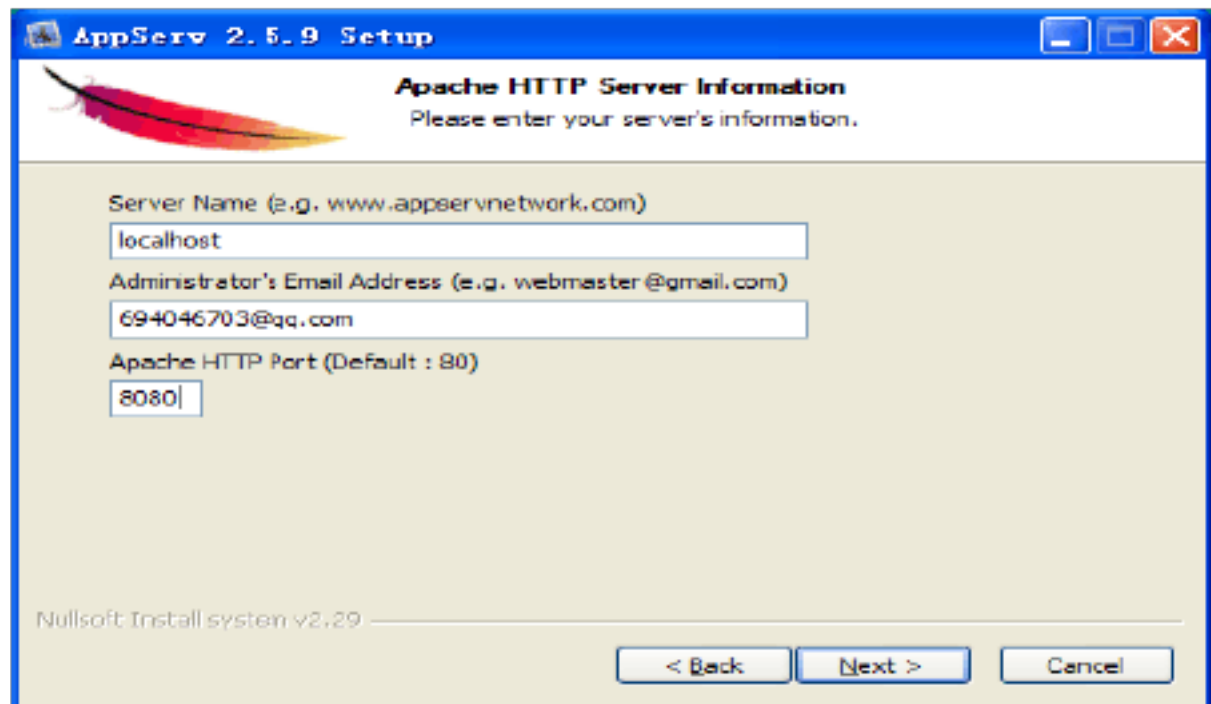 AppServ 2.5.9 Setup
Apache HTTP Server Information
Please enter your server's information.
Server Name (e.g. www.appservnetwork.com)
localhost
Administrator's Email Address (e.g. webmaster@gmail.com)
694046703@qq.com
Apache HTTP Port (Default : 80)
8080
Nullsoft Install system v2.29
< Back Next > Cancel